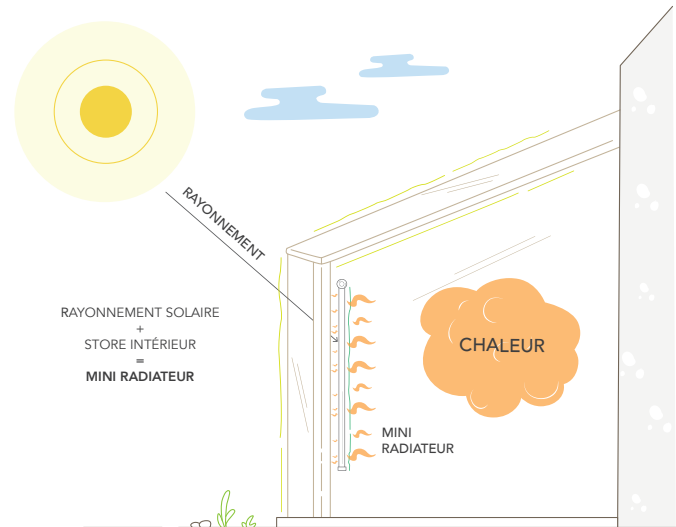 RAYONNEMENT
RAYONNEMENT SOLAIRE
+
STORE INTÉRIEUR
=
MINI RADIATEUR
CHALEUR
MINI
RADIATEUR